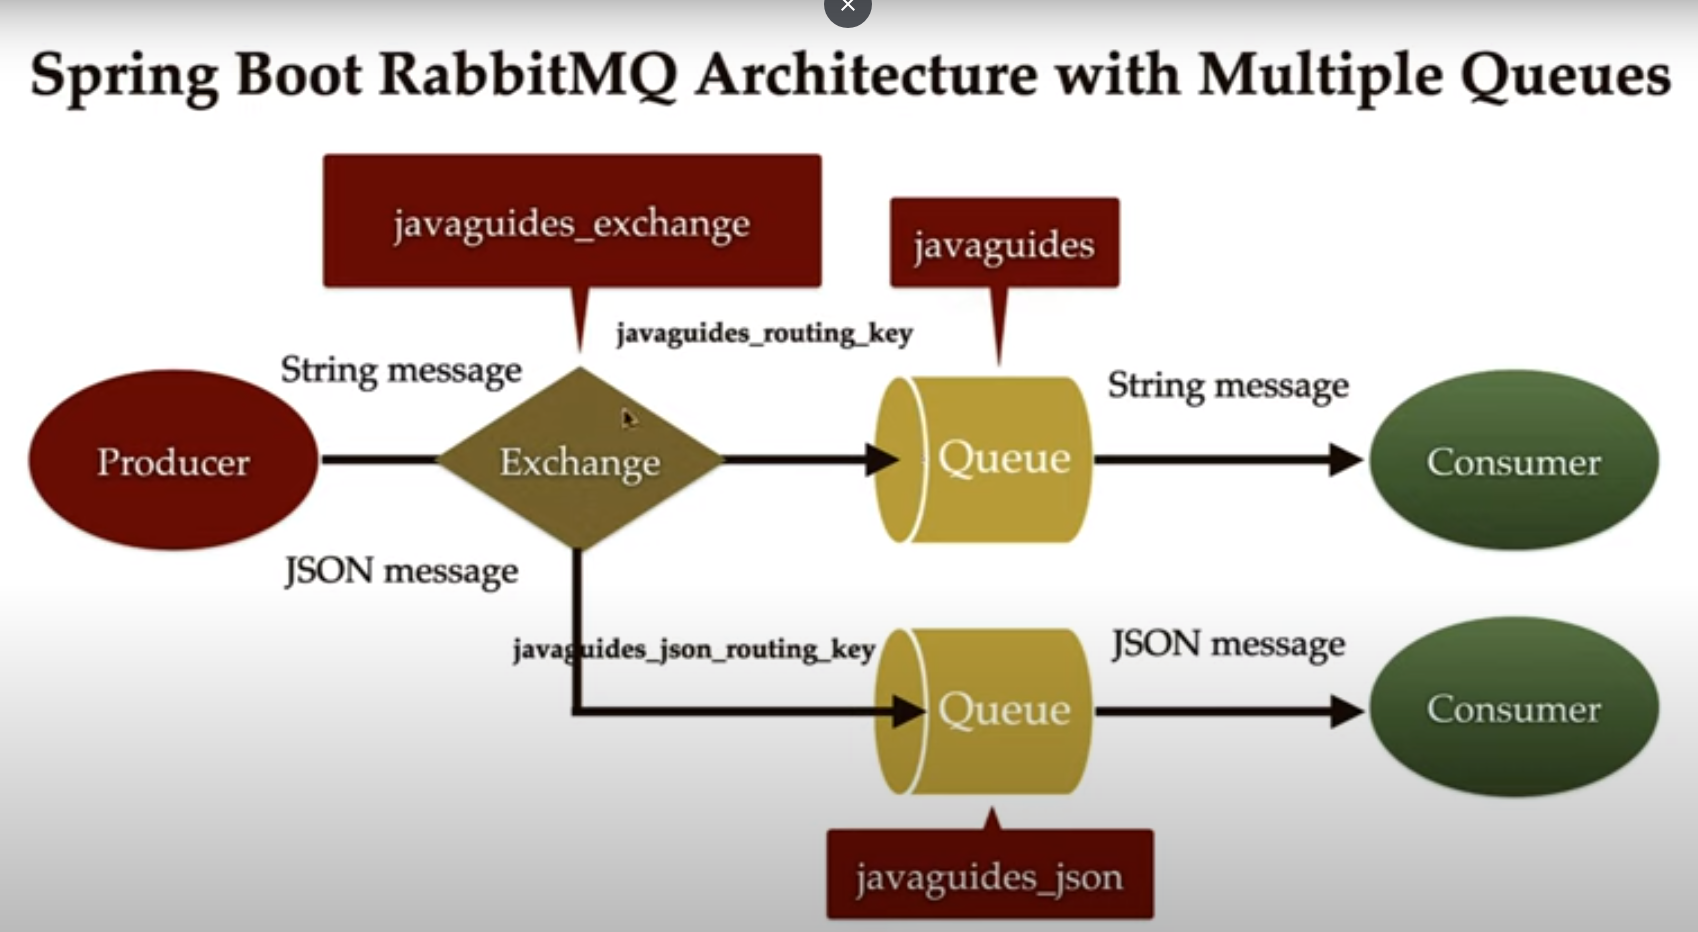 Spring Boot RabbitMQ Architecture with Multiple Queues
javaguides_exchange
javaguides
javaguides_routing_key
String message
String message
Producer
Exchange
Queue
Consumer
JSON message
javaguides_json_routing_key
JSON message
Queue
Consumer
javaguides_json